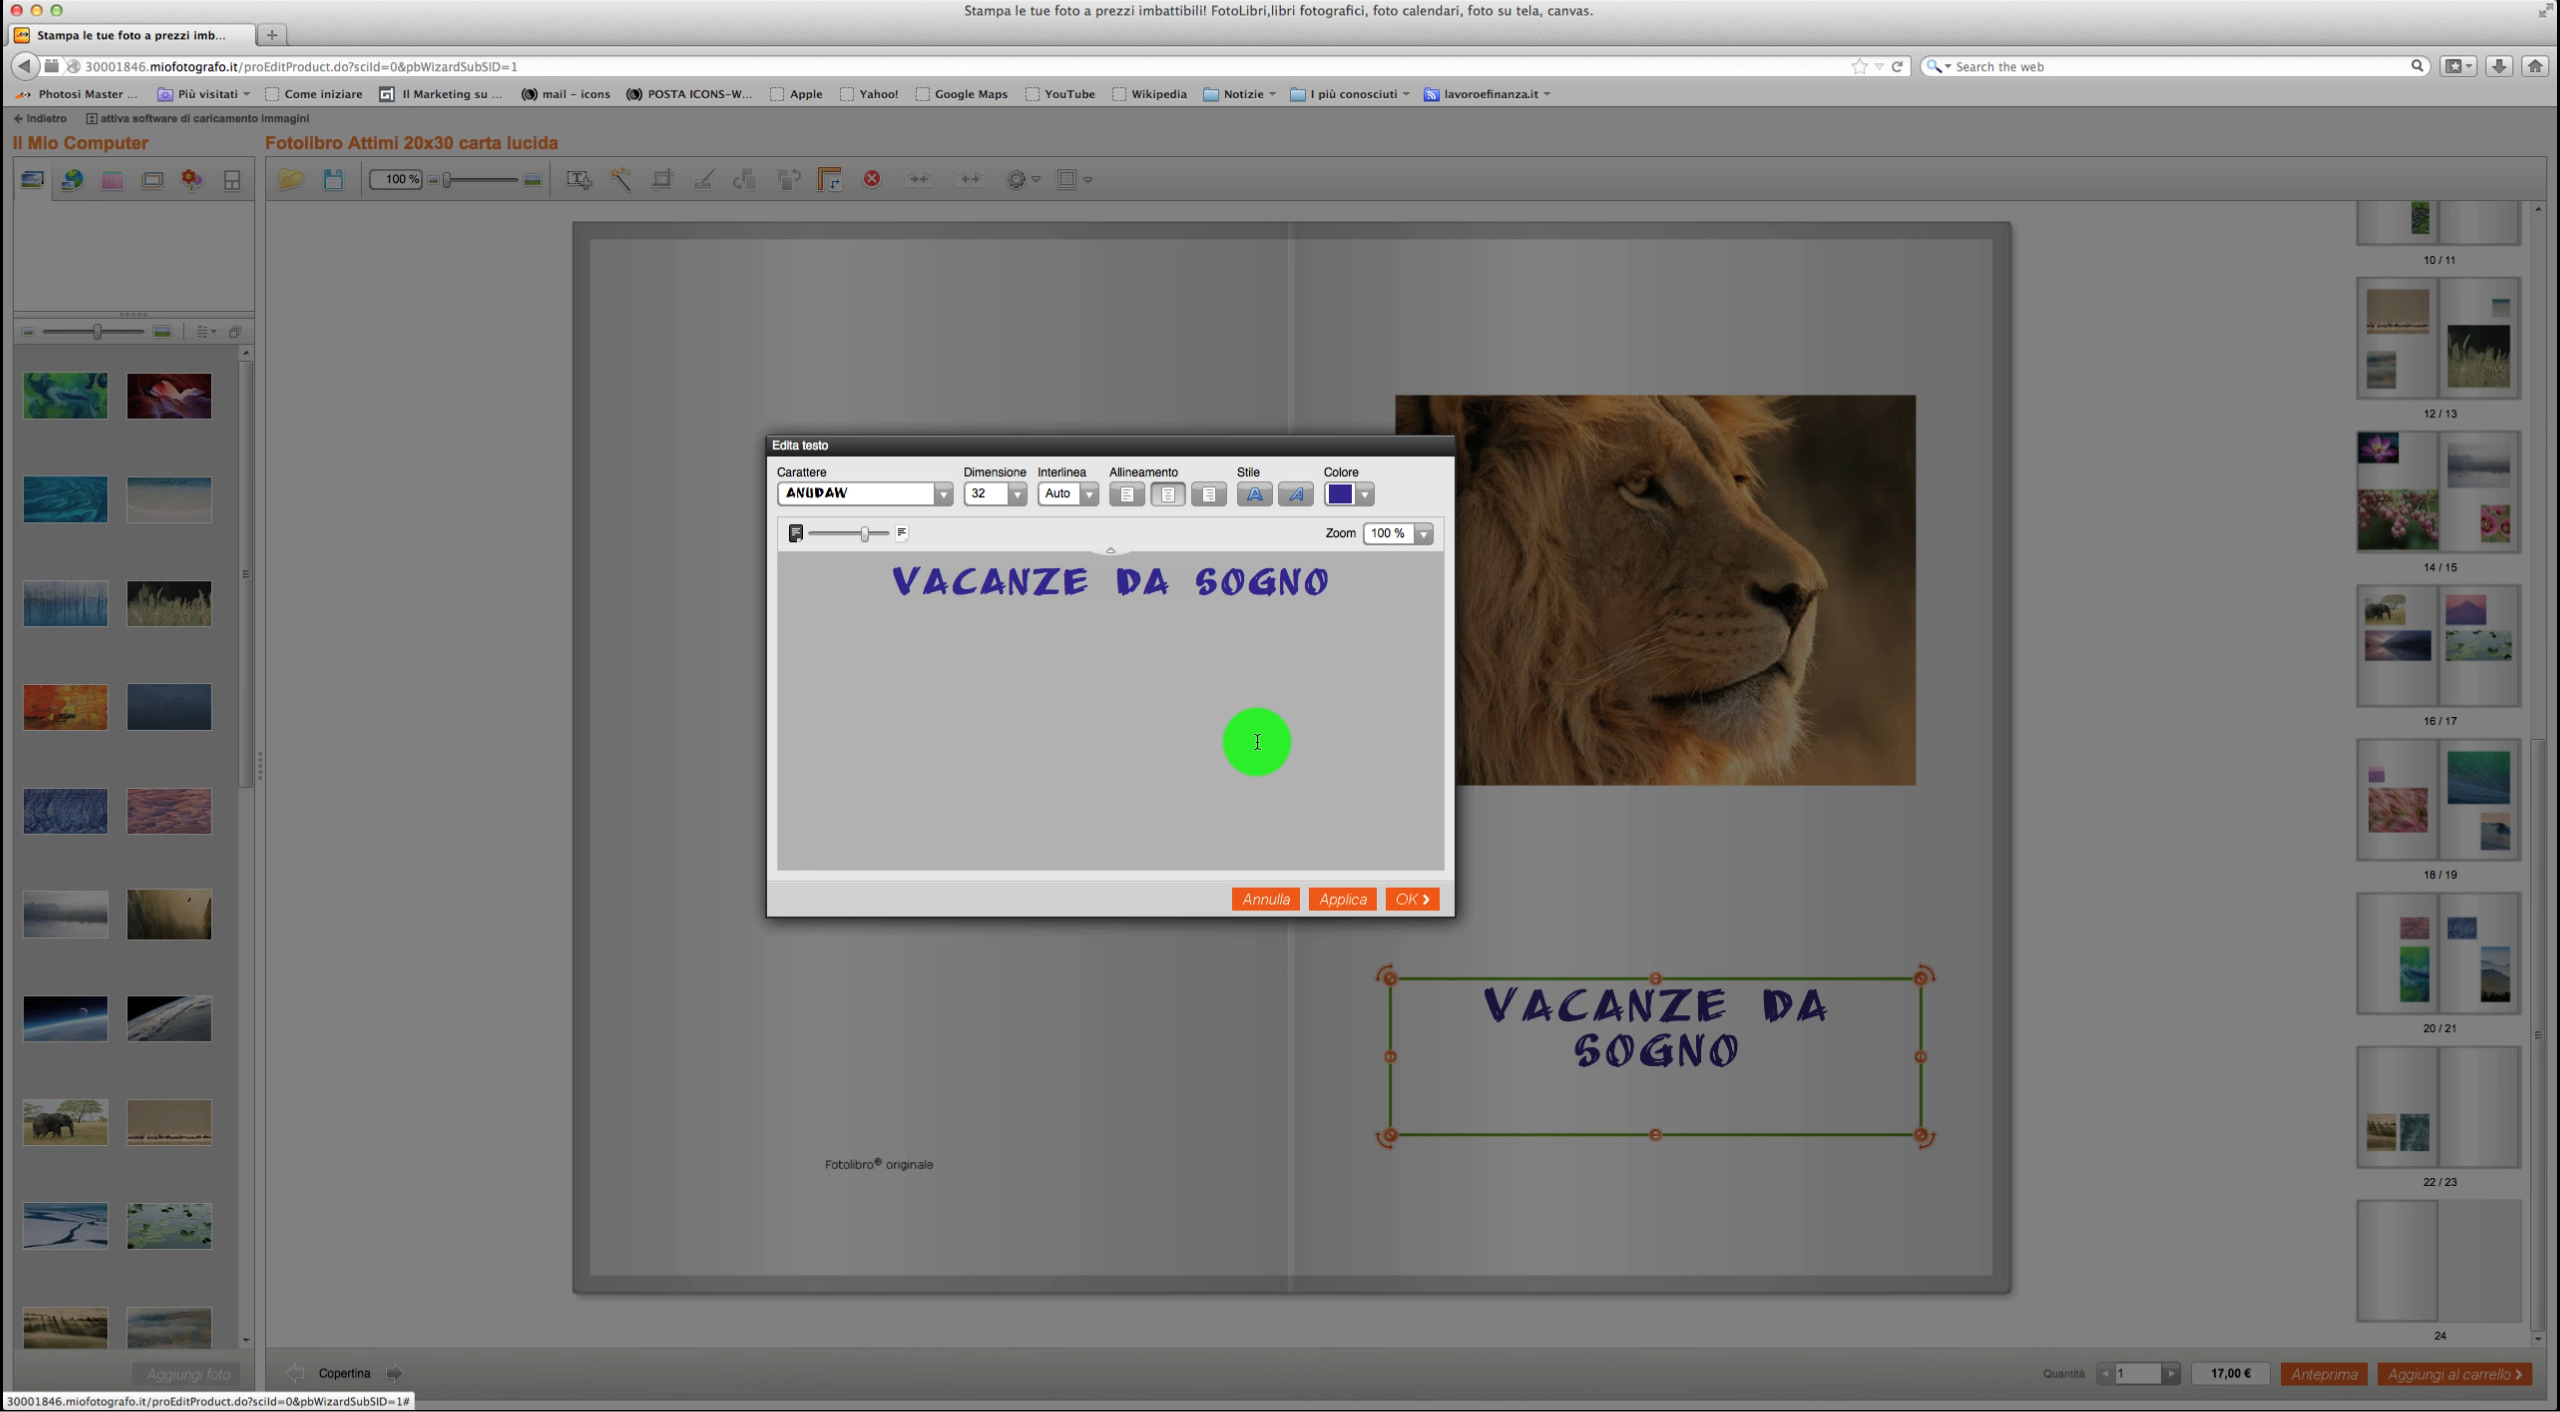 Stampa le tue foto a prezzi imbattibili! FotoLibri,libri fotografici, foto calendari, foto su tela, canvas.
Stampa le tue foto a prezzi imb...
30001846.miofotografo.it/proEditProduct.do?sciId=0&pbWizardSubSID=1
Search the web
Photosi Master ... Più visitati Come iniziare Il Marketing su ... mail – icons POSTA ICONS-W... Apple Yahoo! Google Maps YouTube Wikipedia Notizie I più conosciuti lavoroefinanza.it
Indietro attiva software di caricamento immagini
Il Mio Computer Fotolibro Attimi 20x30 carta lucida
100 %
10 / 11
12 / 13
14 / 15
16 / 17
18 / 19
20 / 21
22 / 23
24
Edita testo
Carattere Dimensione Interlinea Allineamento Stile Colore
ANUDAW 32 Auto A A
Zoom 100 %
VACANZE DA SOGNO
Annulla Applica OK
VACANZE DA
SOGNO
Fotolibro® originale
Aggiungi foto Copertina Quantità 1 17,00 € Anteprima Aggiungi al carrello
30001846.miofotografo.it/proEditProduct.do?sciId=0&pbWizardSubSID=1#